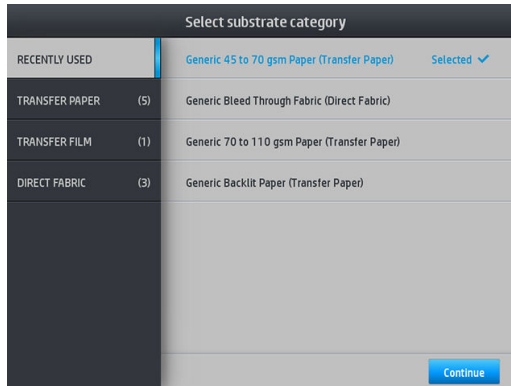 Select substrate category
RECENTLY USED
Generic 45 to 70 gsm Paper (Transfer Paper) Selected
TRANSFER PAPER (5)
Generic Bleed Through Fabric (Direct Fabric)
TRANSFER FILM (1)
Generic 70 to 110 gsm Paper (Transfer Paper)
DIRECT FABRIC (3)
Generic Backlit Paper (Transfer Paper)
Continue